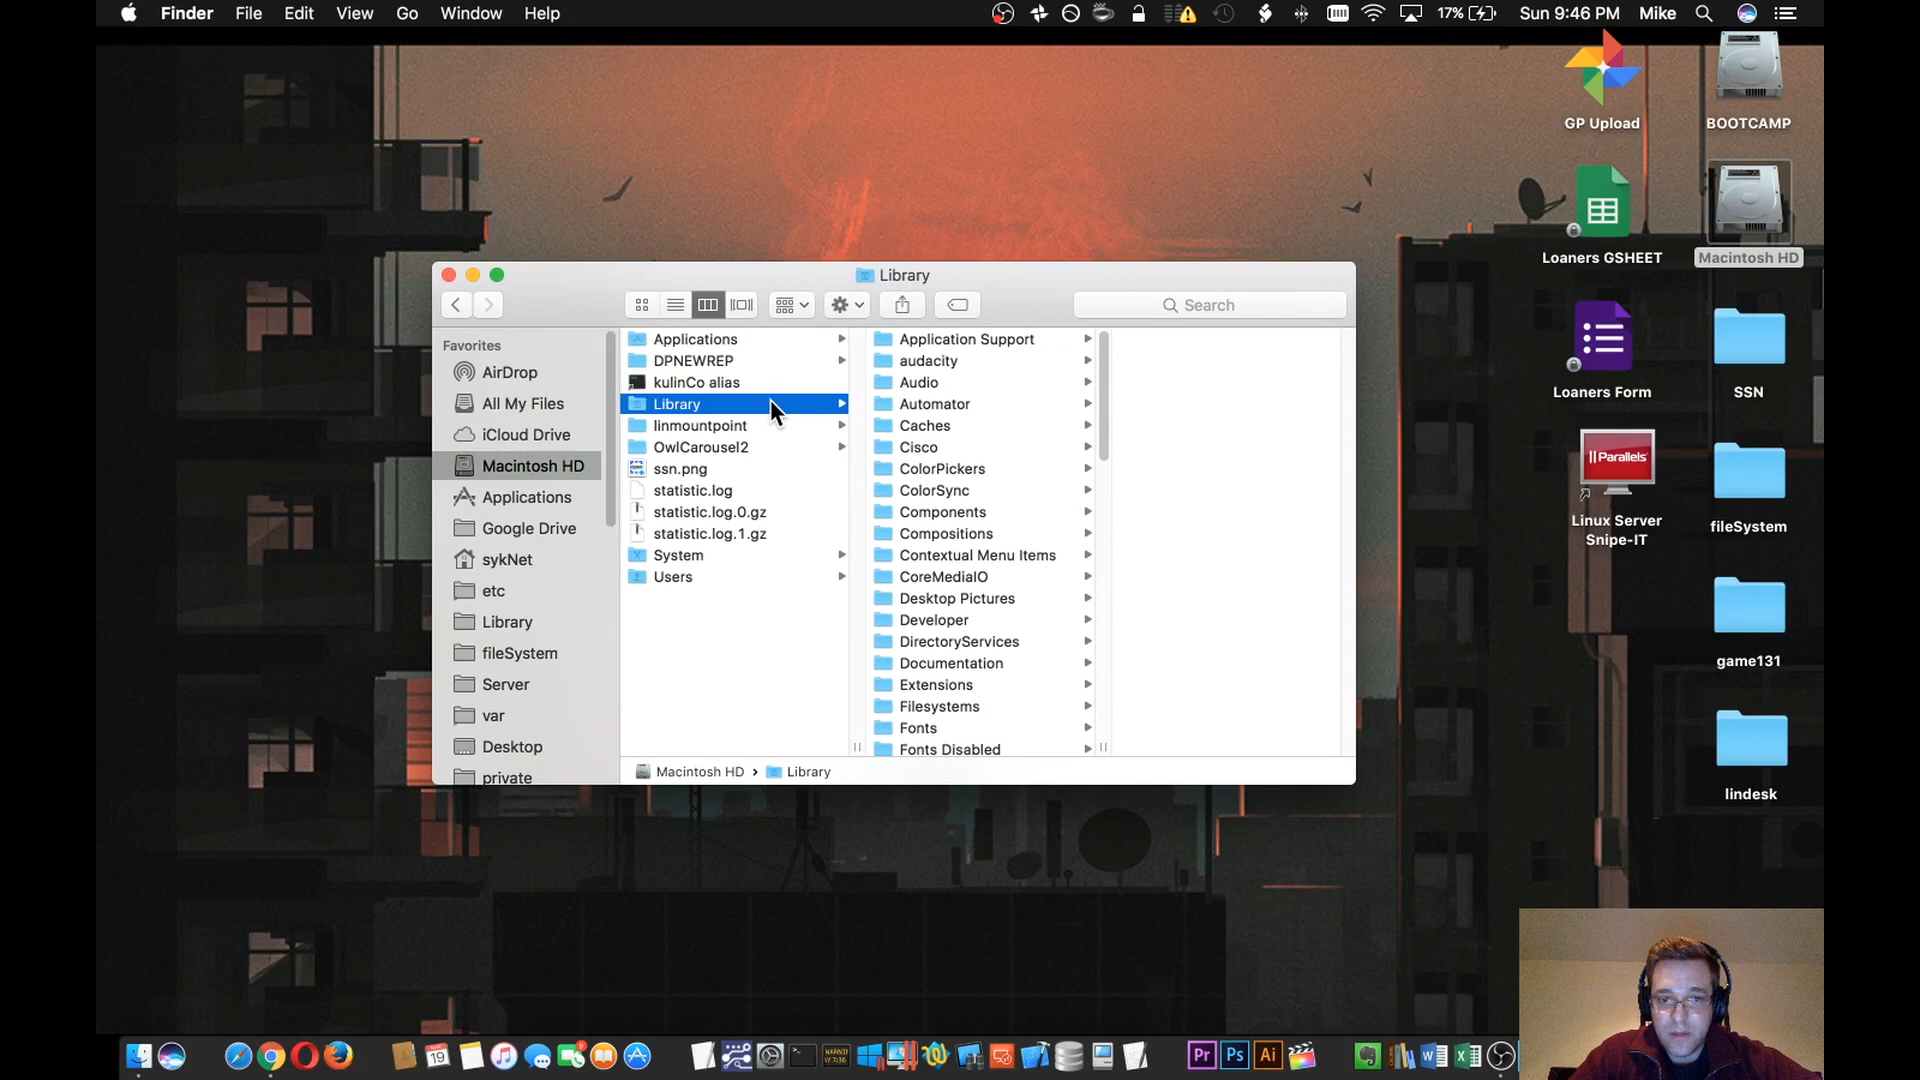 Finder File Edit View Go Window Help
17% Sun 9:46 PM Mike
GP Upload
BOOTCAMP
Loaners GSHEET
Macintosh HD
Loaners Form
SSN
Parallels
Linux Server
Snipe-IT
fileSystem
game131
lindesk
Library
Search
Favorites
AirDrop
All My Files
iCloud Drive
Macintosh HD
Applications
Google Drive
sykNet
etc
Library
fileSystem
Server
var
Desktop
private
Applications
DPNEWREP
kulinCo alias
Library
linmountpoint
OwlCarousel2
ssn.png
statistic.log
statistic.log.0.gz
statistic.log.1.gz
System
Users
Application Support
audacity
Audio
Automator
Caches
Cisco
ColorPickers
ColorSync
Components
Compositions
Contextual Menu Items
CoreMediaIO
Desktop Pictures
Developer
DirectoryServices
Documentation
Extensions
Filesystems
Fonts
Fonts Disabled
Macintosh HD › Library
19
Pr Ps Ai